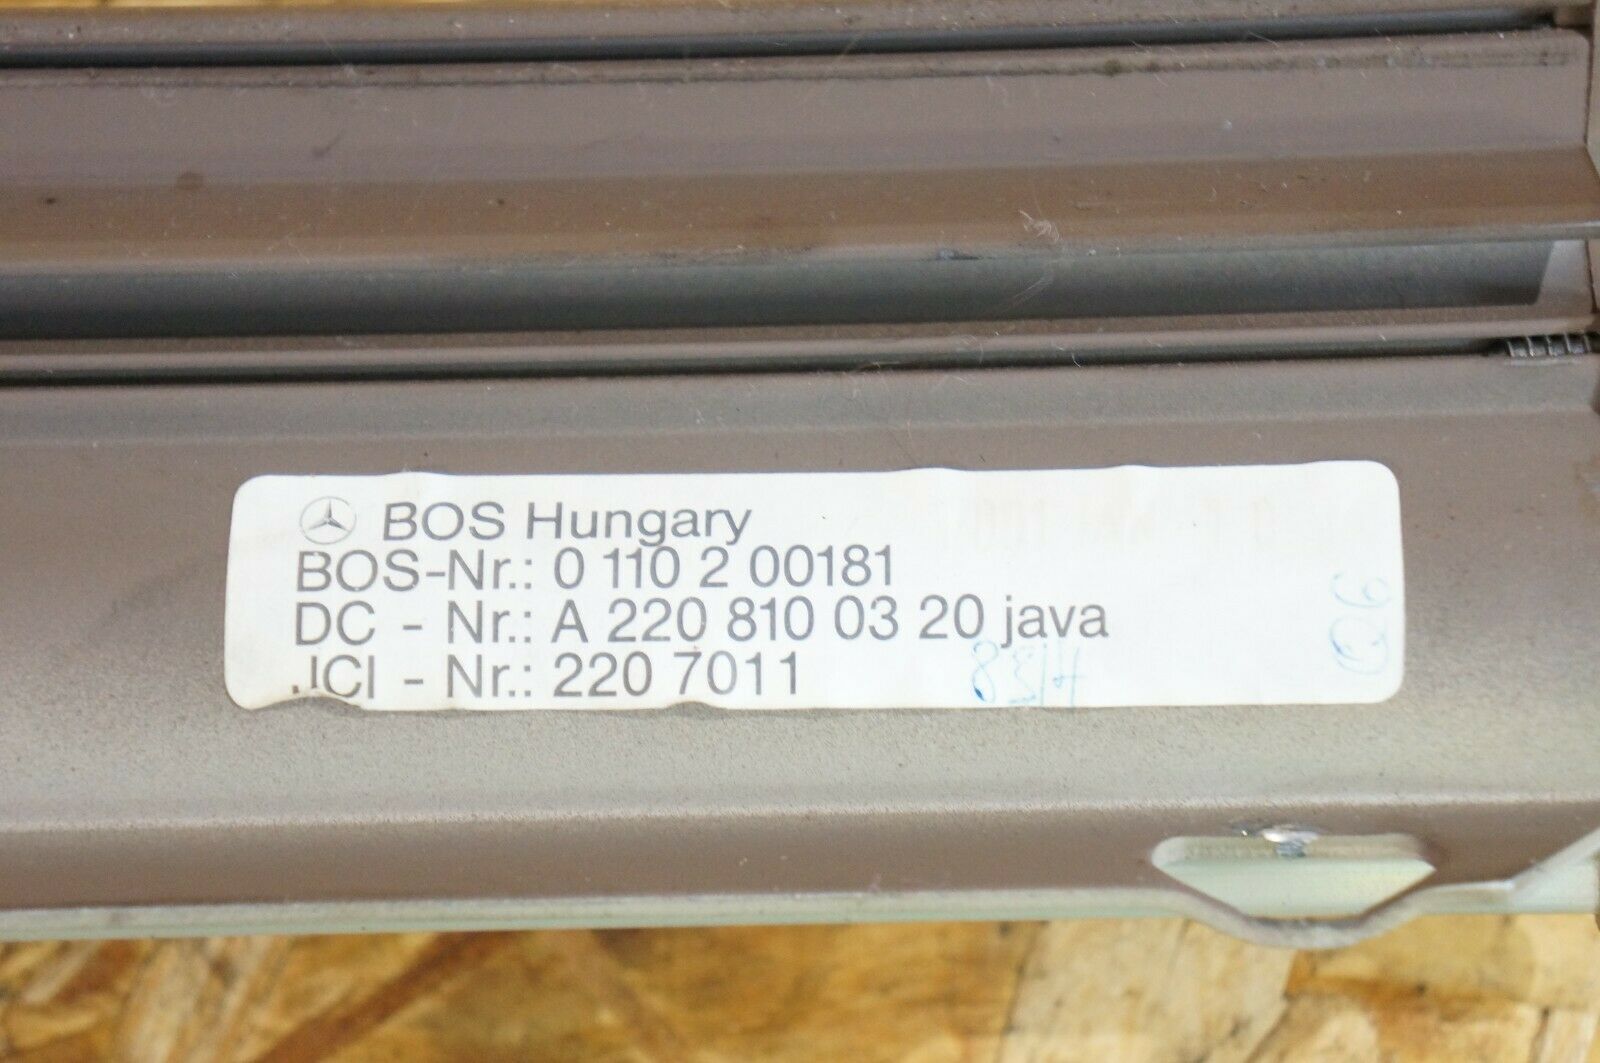 BOS Hungary
BOS-Nr.: 0 110 2 00181
DC - Nr.: A 220 810 03 20 java
JCI - Nr.: 220 7011